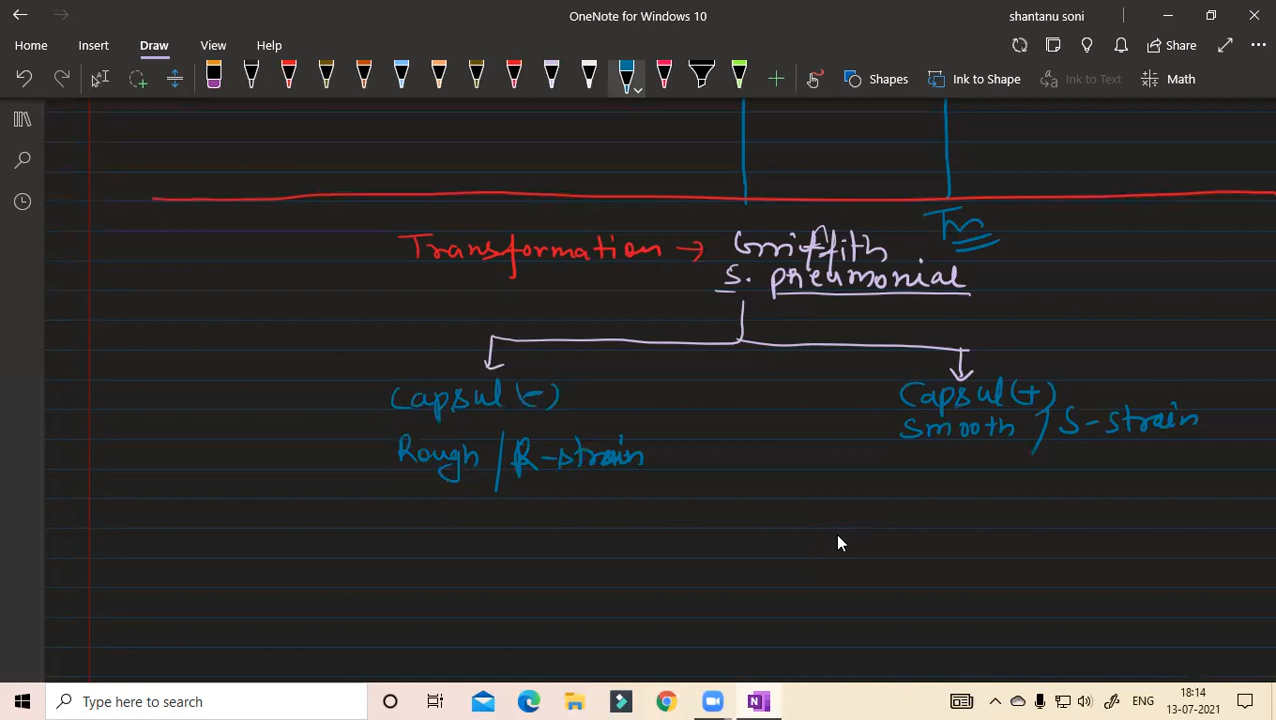 OneNote for Windows 10
shantanu soni
Home Insert Draw View Help
Share
Shapes Ink to Shape Ink to Text Math
Tn
Transformation → Griffith
S. pneumonial
Capsul (-)
Capsul (+)
Smooth / S-strain
Rough / R-strain
Type here to search
ENG
18:14
13-07-2021